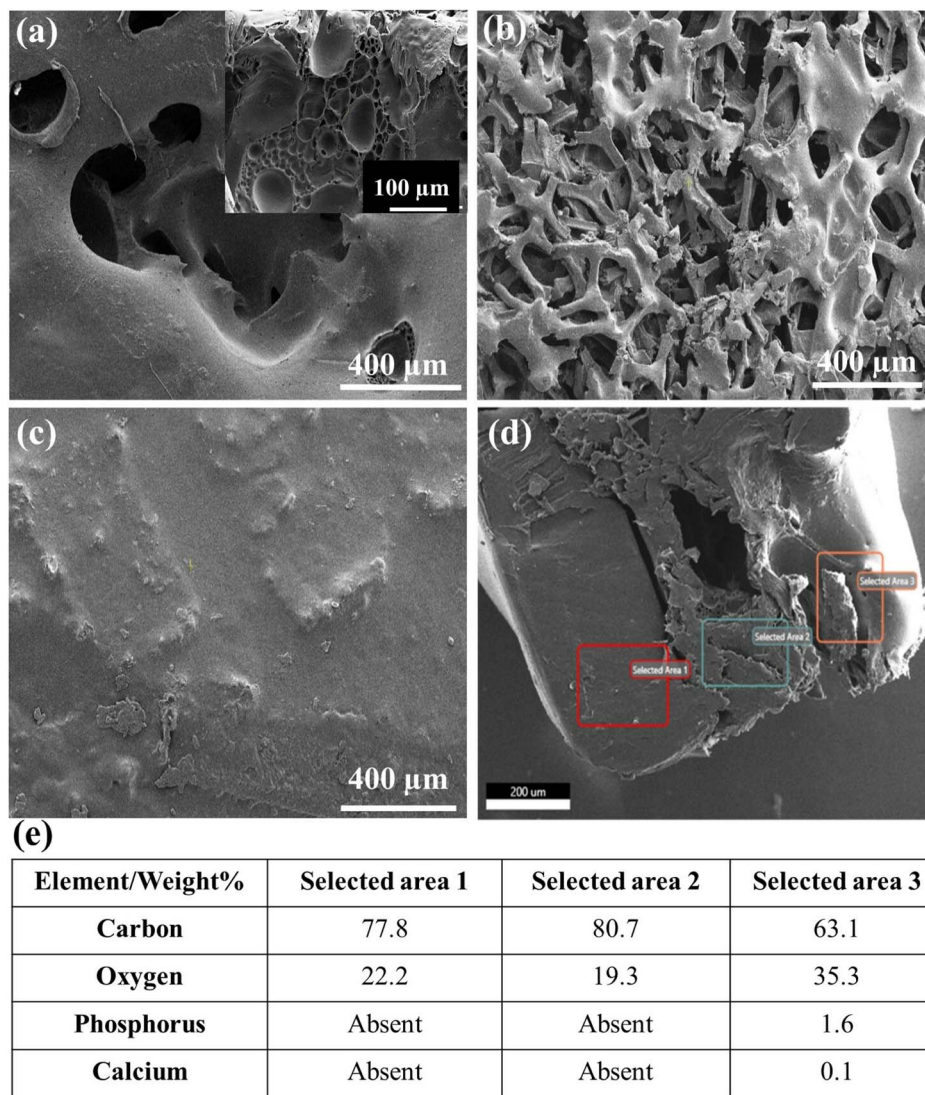 (a)
100 μm
400 μm
(b)
400 μm
(c)
400 μm
(d)
Selected Area 3
Selected Area 2
Selected Area 1
200 um
(e)
Element/Weight% Selected area 1 Selected area 2 Selected area 3
Carbon 77.8 80.7 63.1
Oxygen 22.2 19.3 35.3
Phosphorus Absent Absent 1.6
Calcium Absent Absent 0.1